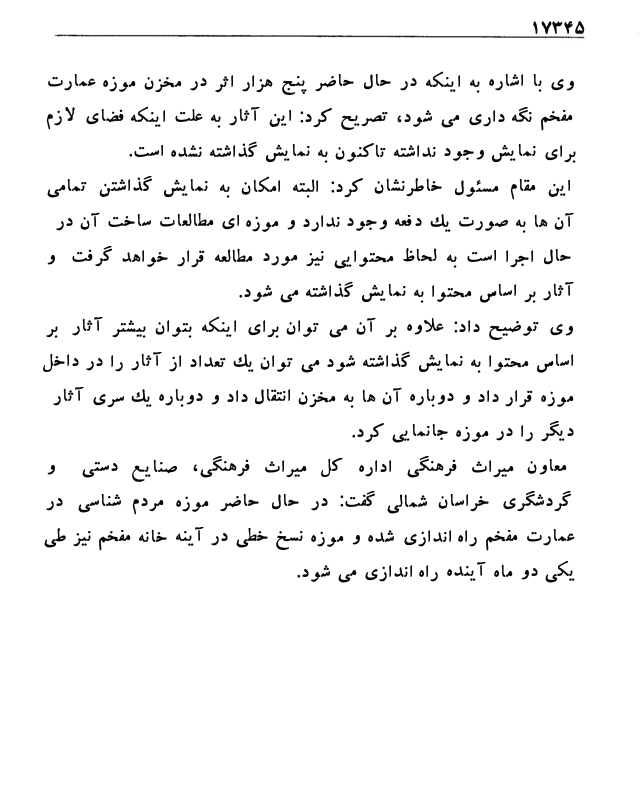 ۱۷۳۴۵
وی با اشاره به اینکه در حال حاضر پنج هزار اثر در مخزن موزه عمارت
مفخم نگه داری می شود، تصریح کرد: این آثار به علت اینکه فضای لازم
برای نمایش وجود نداشته تاکنون به نمایش گذاشته نشده است.
این مقام مسئول خاطرنشان کرد: البته امکان به نمایش گذاشتن تمامی
آن ها به صورت یك دفعه وجود ندارد و موزه ای مطالعات ساخت آن در
حال اجرا است به لحاظ محتوایی نیز مورد مطالعه قرار خواهد گرفت و
آثار بر اساس محتوا به نمایش گذاشته می شود.
وی توضیح داد: علاوه بر آن می توان برای اینکه بتوان بیشتر آثار بر
اساس محتوا به نمایش گذاشته شود می توان یك تعداد از آثار را در داخل
موزه قرار داد و دوباره آن ها به مخزن انتقال داد و دوباره یك سری آثار
دیگر را در موزه جانمایی کرد.
معاون میراث فرهنگی اداره کل میراث فرهنگی، صنایع دستی و
گردشگری خراسان شمالی گفت: در حال حاضر موزه مردم شناسی در
عمارت مفخم راه اندازی شده و موزه نسخ خطی در آینه خانه مفخم نیز طی
یکی دو ماه آینده راه اندازی می شود.